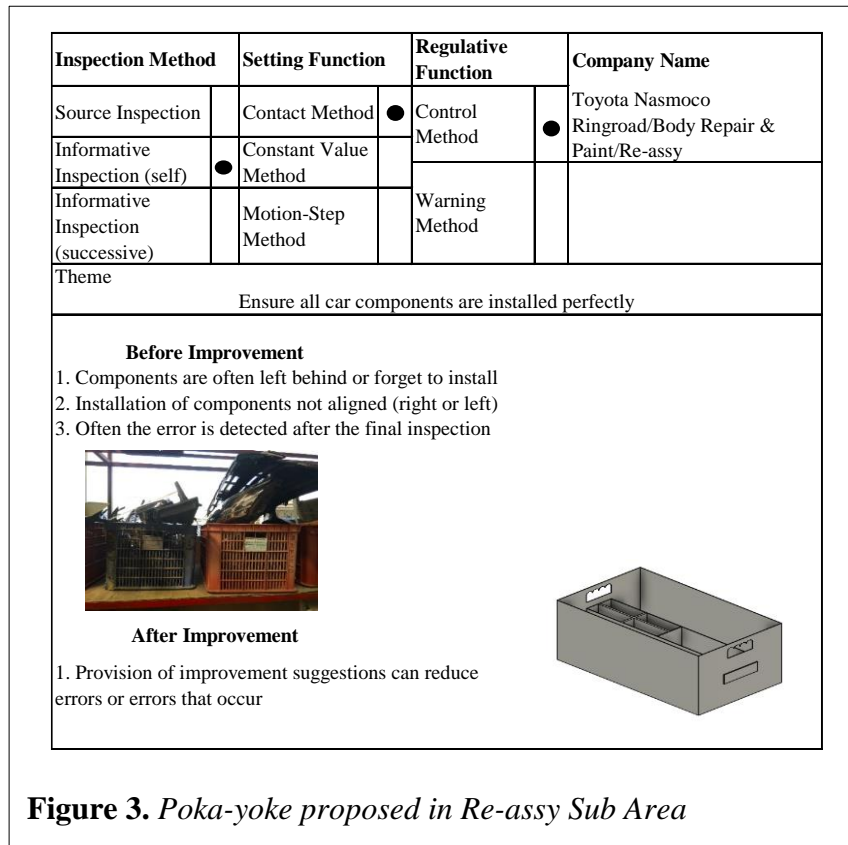 Inspection Method
Setting Function
Regulative
Function
Company Name
Source Inspection
Contact Method
Control
Method
Toyota Nasmoco
Ringroad/Body Repair &
Paint/Re-assy
Informative
Inspection (self)
Constant Value
Method
Informative
Inspection
(successive)
Motion-Step
Method
Warning
Method
Theme
Ensure all car components are installed perfectly
Before Improvement
1. Components are often left behind or forget to install
2. Installation of components not aligned (right or left)
3. Often the error is detected after the final inspection
After Improvement
1. Provision of improvement suggestions can reduce
errors or errors that occur
Figure 3. Poka-yoke proposed in Re-assy Sub Area